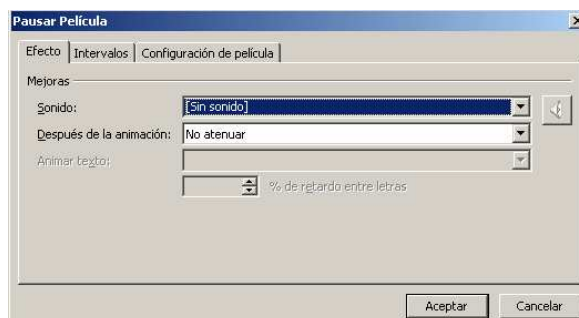 Pausar Película
Efecto Intervalos Configuración de película
Mejoras
Sonido: [Sin sonido]
Después de la animación: No atenuar
Animar texto:
% de retardo entre letras
Aceptar Cancelar